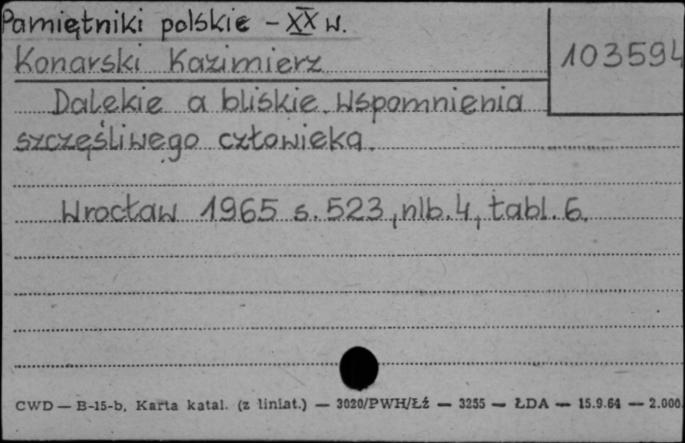 Pamiętniki polskie - XX w.
Konarski Kazimierz
103594
Dalekie a bliskie. Wspomnienia
szczęśliwego człowieka.
Wrocław 1965 s. 523, nlb. 4, tabl. 6.
CWD — B-15-b, Karta katal. (z liniat.) — 3020/PWH/Łź — 3255 — ŁDA — 15.9.64 — 2.000.